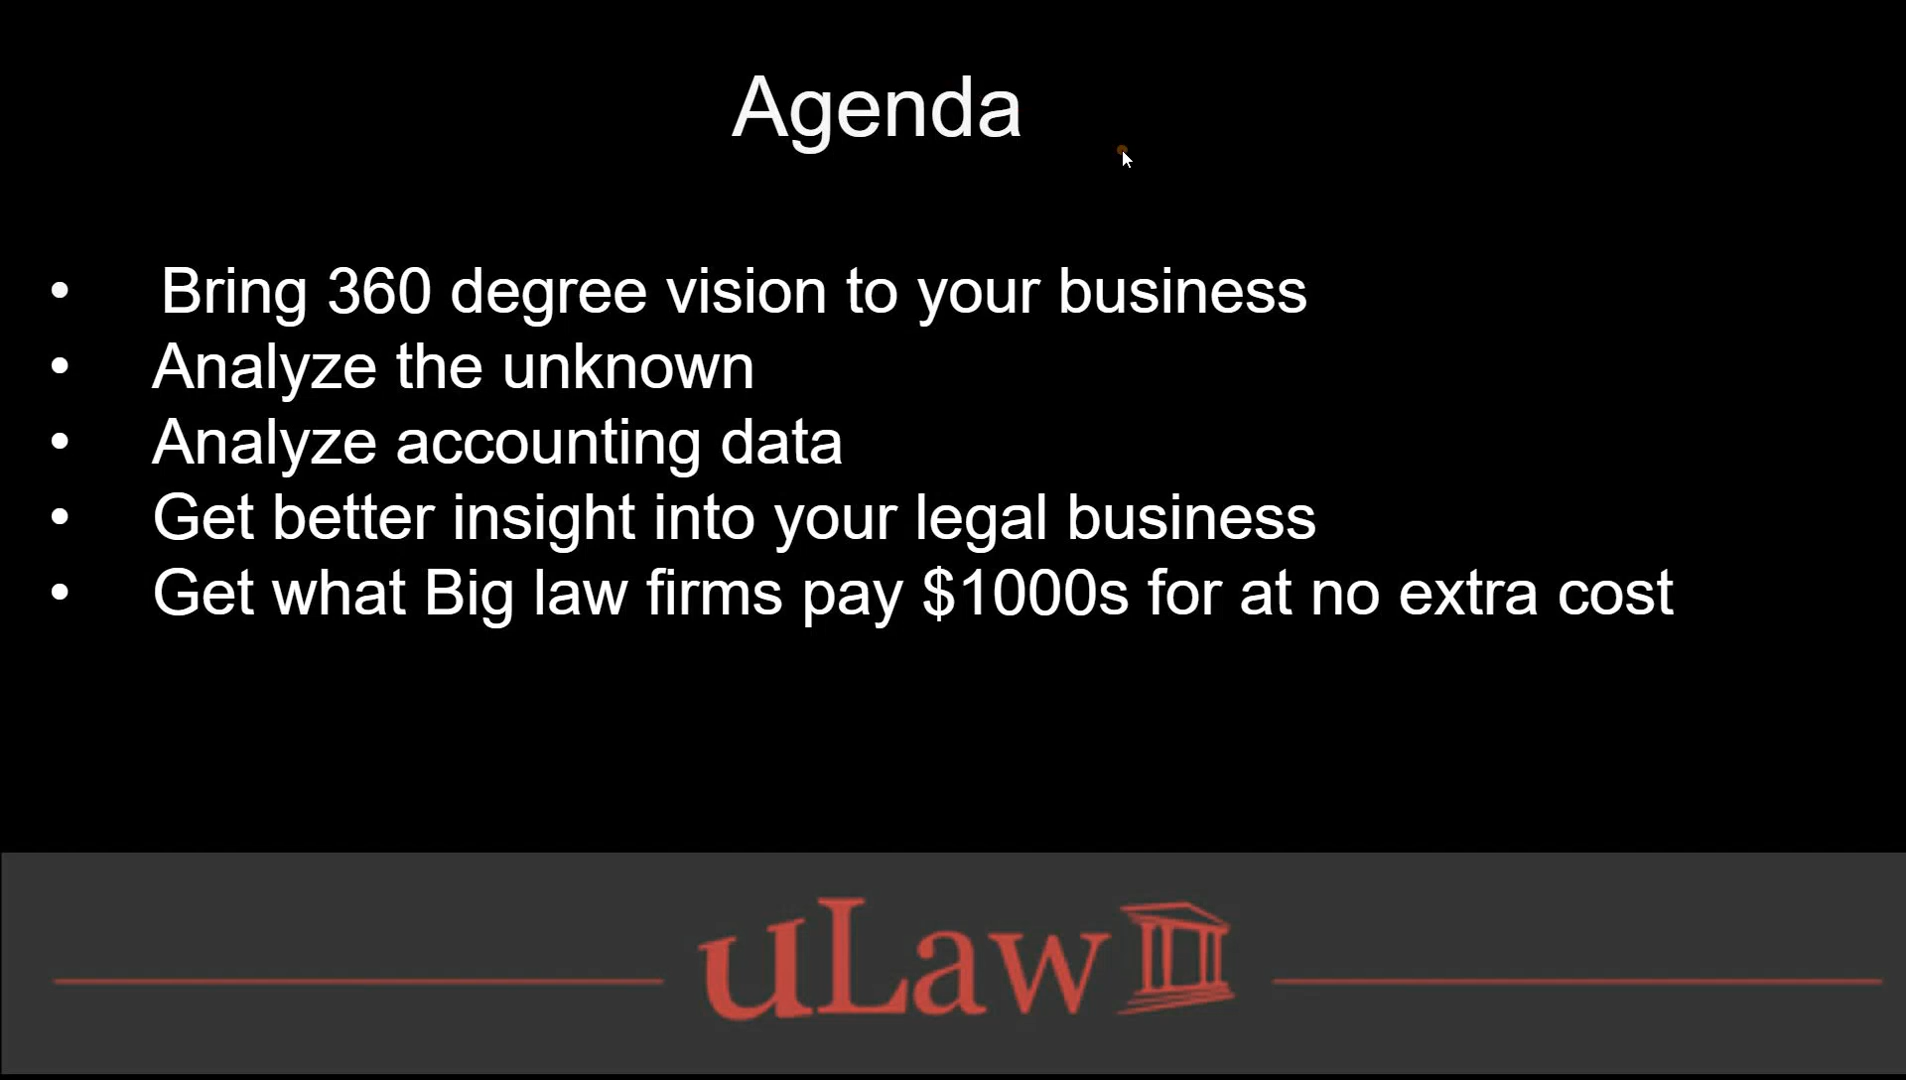 Agenda
• Bring 360 degree vision to your business
• Analyze the unknown
• Analyze accounting data
• Get better insight into your legal business
• Get what Big law firms pay $1000s for at no extra cost
uLaw